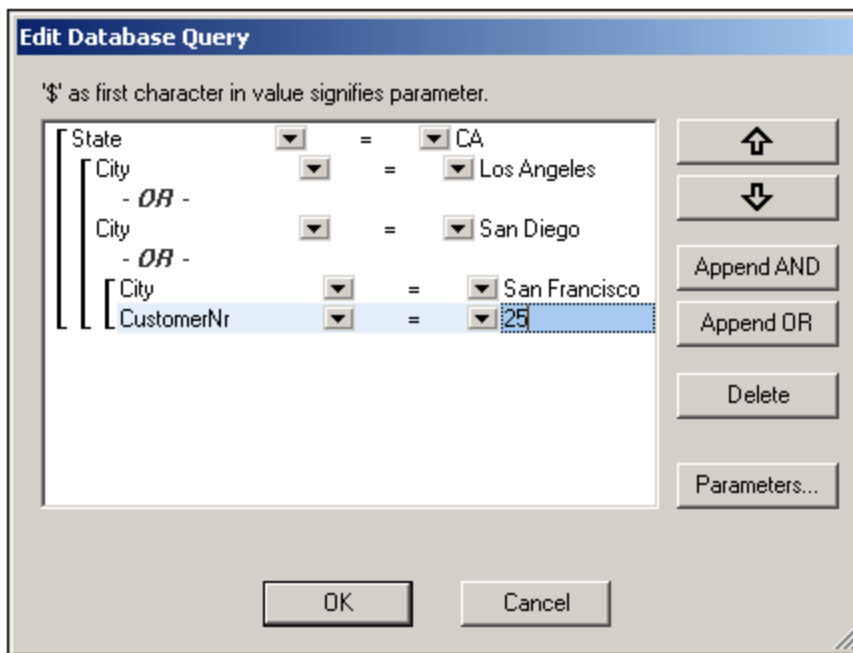 Edit Database Query
'$' as first character in value signifies parameter.
State = CA
City = Los Angeles
- OR -
City = San Diego
- OR -
City = San Francisco
CustomerNr = 25
Append AND
Append OR
Delete
Parameters...
OK Cancel